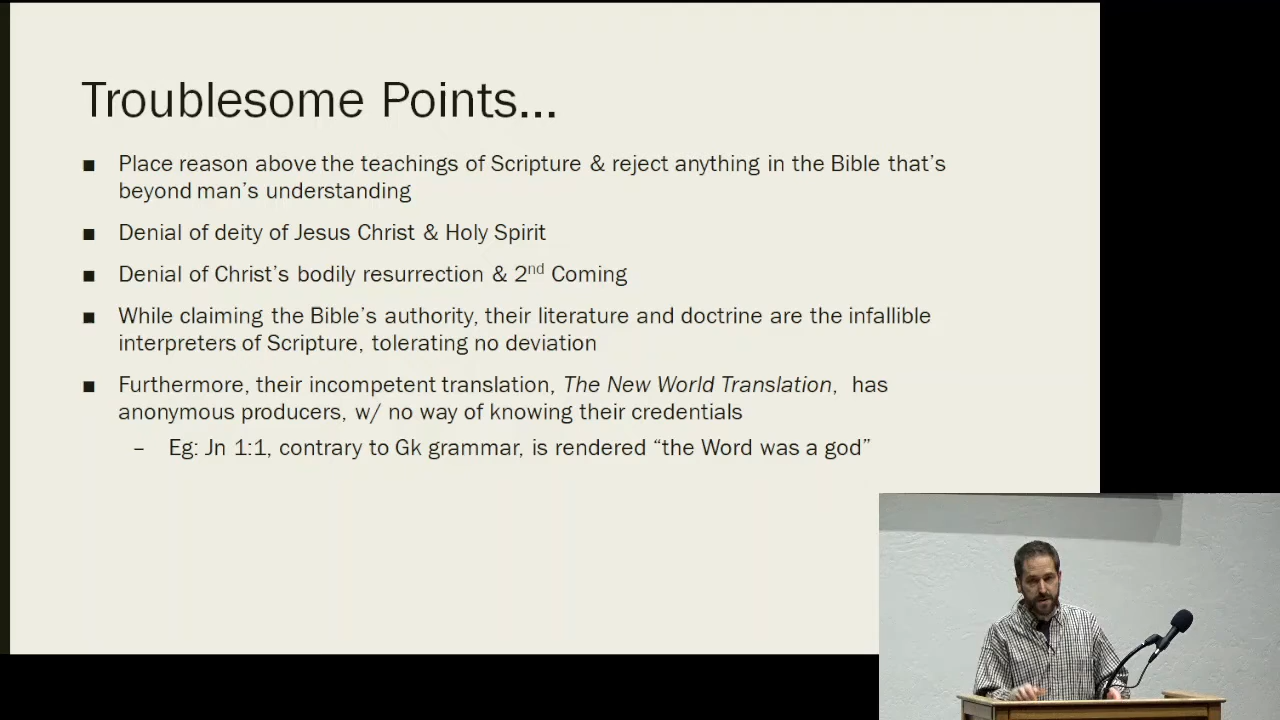 Troublesome Points...
■ Place reason above the teachings of Scripture & reject anything in the Bible that's
beyond man's understanding
■ Denial of deity of Jesus Christ & Holy Spirit
■ Denial of Christ's bodily resurrection & 2nd Coming
■ While claiming the Bible's authority, their literature and doctrine are the infallible
interpreters of Scripture, tolerating no deviation
■ Furthermore, their incompetent translation, The New World Translation, has
anonymous producers, w/ no way of knowing their credentials
– Eg: Jn 1:1, contrary to Gk grammar, is rendered “the Word was a god”